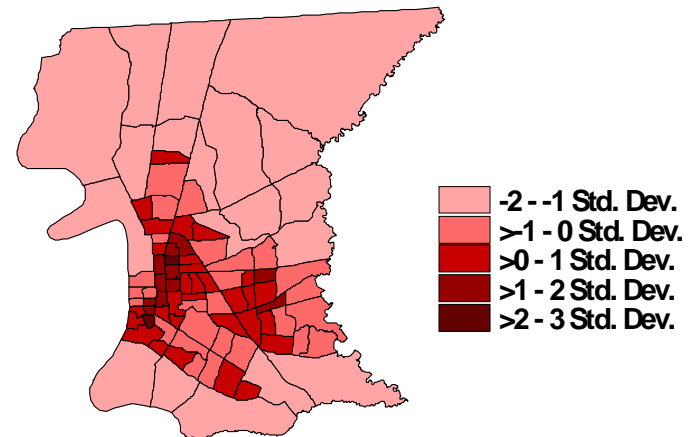 -2 - -1 Std. Dev.
>-1 - 0 Std. Dev.
>0 - 1 Std. Dev.
>1 - 2 Std. Dev.
>2 - 3 Std. Dev.